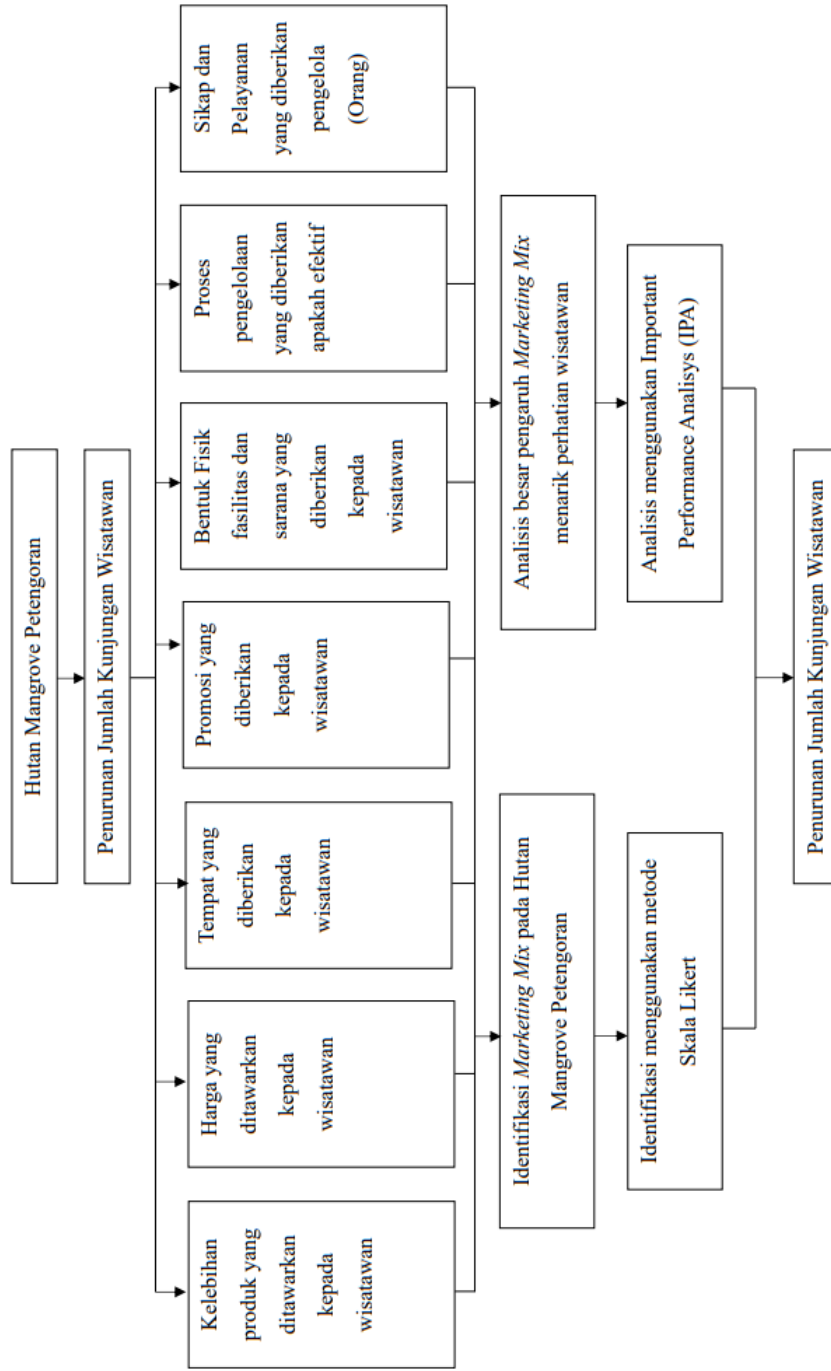 Hutan Mangrove Petengoran
Penurunan Jumlah Kunjungan Wisatawan
Kelebihan
produk yang
ditawarkan
kepada
wisatawan
Harga yang
ditawarkan
kepada
wisatawan
Tempat yang
diberikan
kepada
wisatawan
Promosi yang
diberikan
kepada
wisatawan
Bentuk Fisik
fasilitas dan
sarana yang
diberikan
kepada
wisatawan
Proses
pengelolaan
yang diberikan
apakah efektif
Sikap dan
Pelayanan
yang diberikan
pengelola
(Orang)
Identifikasi Marketing Mix pada Hutan
Mangrove Petengoran
Analisis besar pengaruh Marketing Mix
menarik perhatian wisatawan
Identifikasi menggunakan metode
Skala Likert
Analisis menggunakan Important
Performance Analisys (IPA)
Penurunan Jumlah Kunjungan Wisatawan